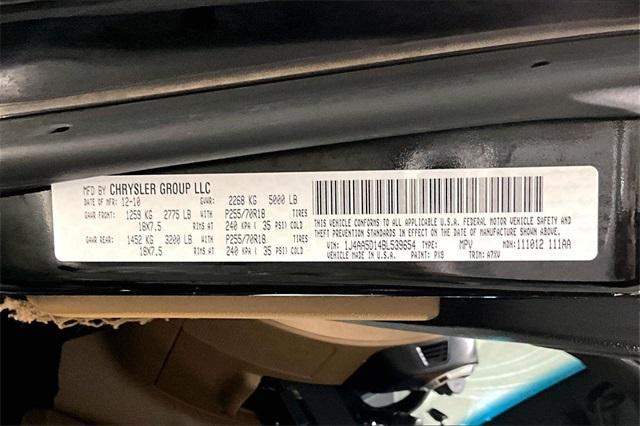 MFD BY CHRYSLER GROUP LLC
DATE OF MFR: 12-10 GVWR: 2268 KG 5000 LB
GAWR FRONT: 1259 KG 2775 LB WITH P255/70R18 TIRES
18X7.5 RIMS AT 240 KPA ( 35 PSI) COLD
GAWR REAR: 1452 KG 3200 LB WITH P255/70R18 TIRES
18X7.5 RIMS AT 240 KPA ( 35 PSI) COLD
THIS VEHICLE CONFORMS TO ALL APPLICABLE U.S.A. FEDERAL MOTOR VEHICLE SAFETY AND
THEFT PREVENTION STANDARDS IN EFFECT ON THE DATE OF MANUFACTURE SHOWN ABOVE.
VIN: 1J4AA5D14BL539654 TYPE: MPV MDH: 111012 111AA
VEHICLE MADE IN U.S.A. PAINT: PX8 TRIM: A7XV